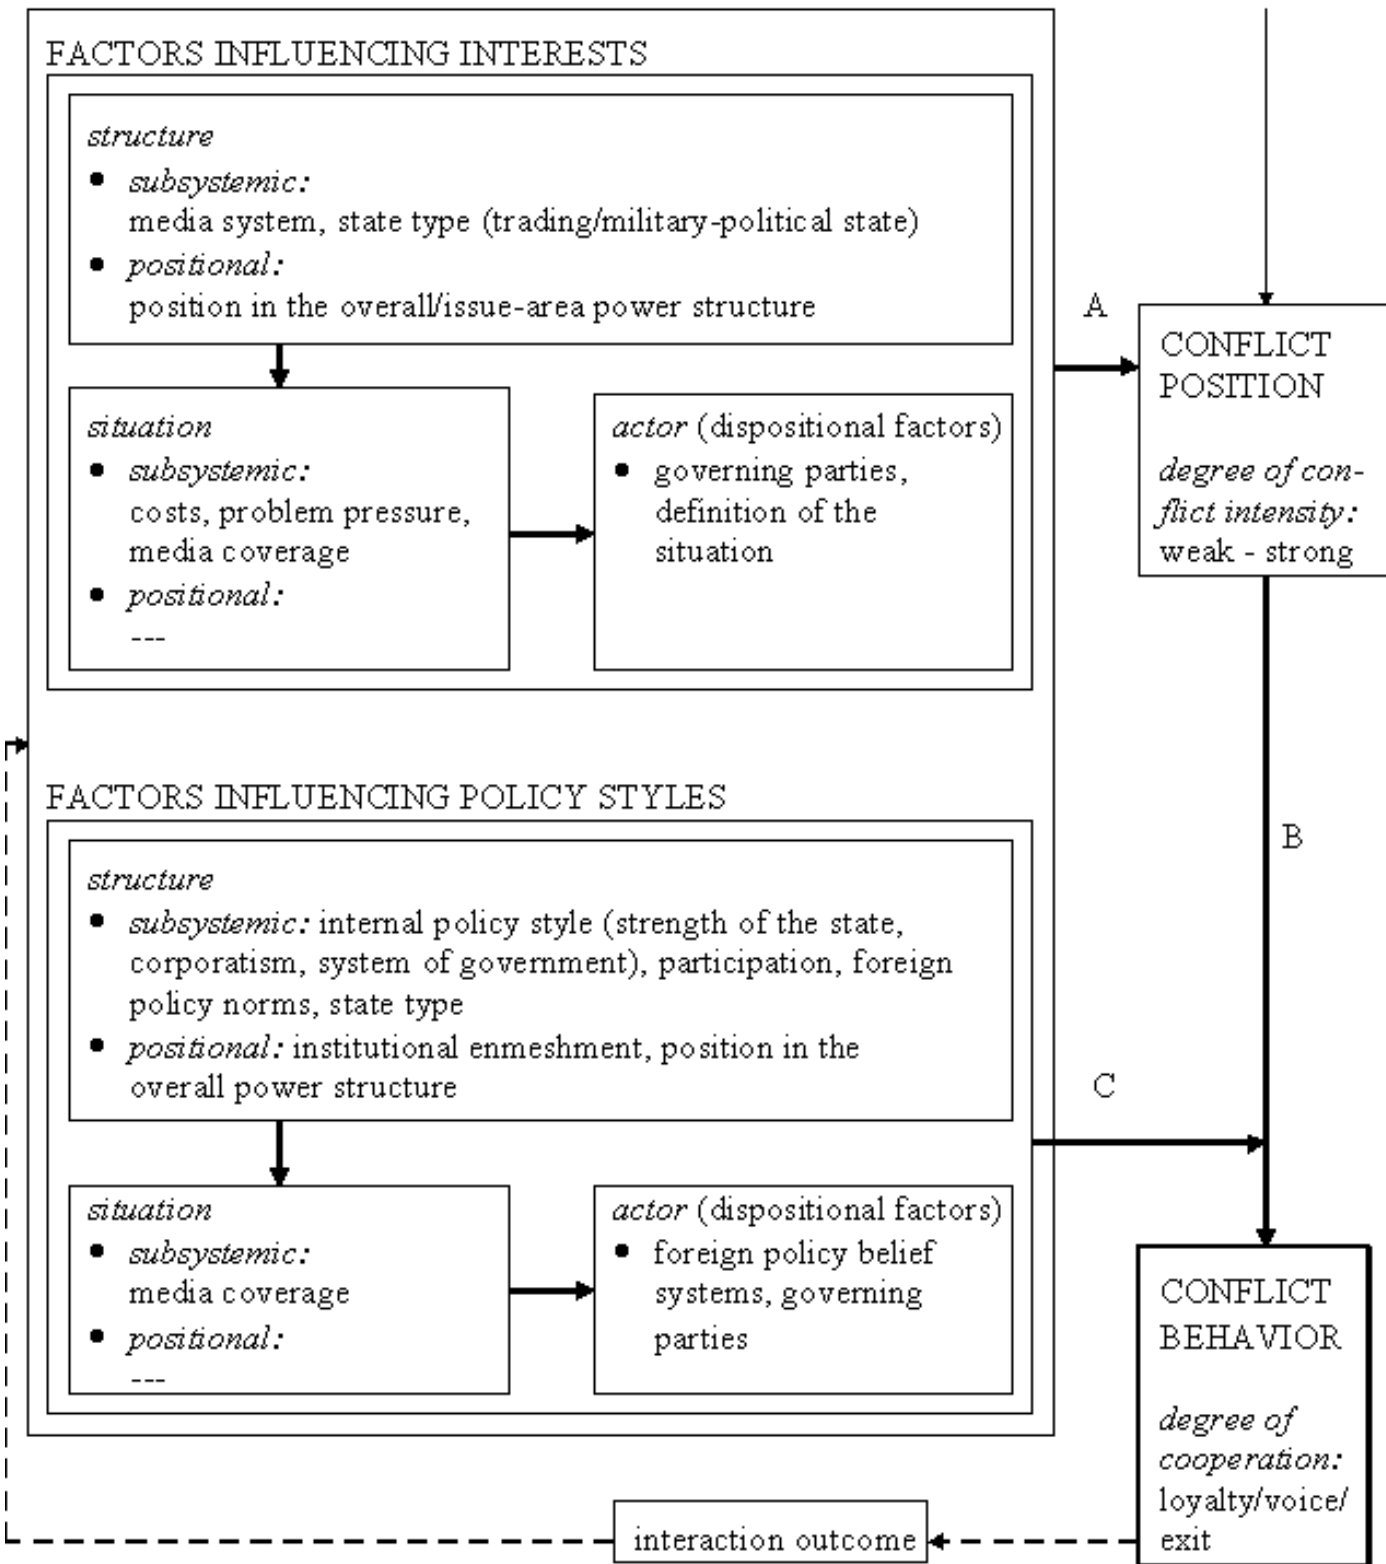 FACTORS INFLUENCING INTERESTS
structure
• subsystemic:
media system, state type (trading/military-political state)
• positional:
position in the overall/issue-area power structure
situation
• subsystemic:
costs, problem pressure,
media coverage
• positional:
---
actor (dispositional factors)
• governing parties,
definition of the
situation
A
CONFLICT
POSITION
degree of con-
flict intensity:
weak - strong
B
FACTORS INFLUENCING POLICY STYLES
structure
• subsystemic: internal policy style (strength of the state,
corporatism, system of government), participation, foreign
policy norms, state type
• positional: institutional enmeshment, position in the
overall power structure
C
situation
• subsystemic:
media coverage
• positional:
---
actor (dispositional factors)
• foreign policy belief
systems, governing
parties
CONFLICT
BEHAVIOR
degree of
cooperation:
loyalty/voice/
exit
interaction outcome